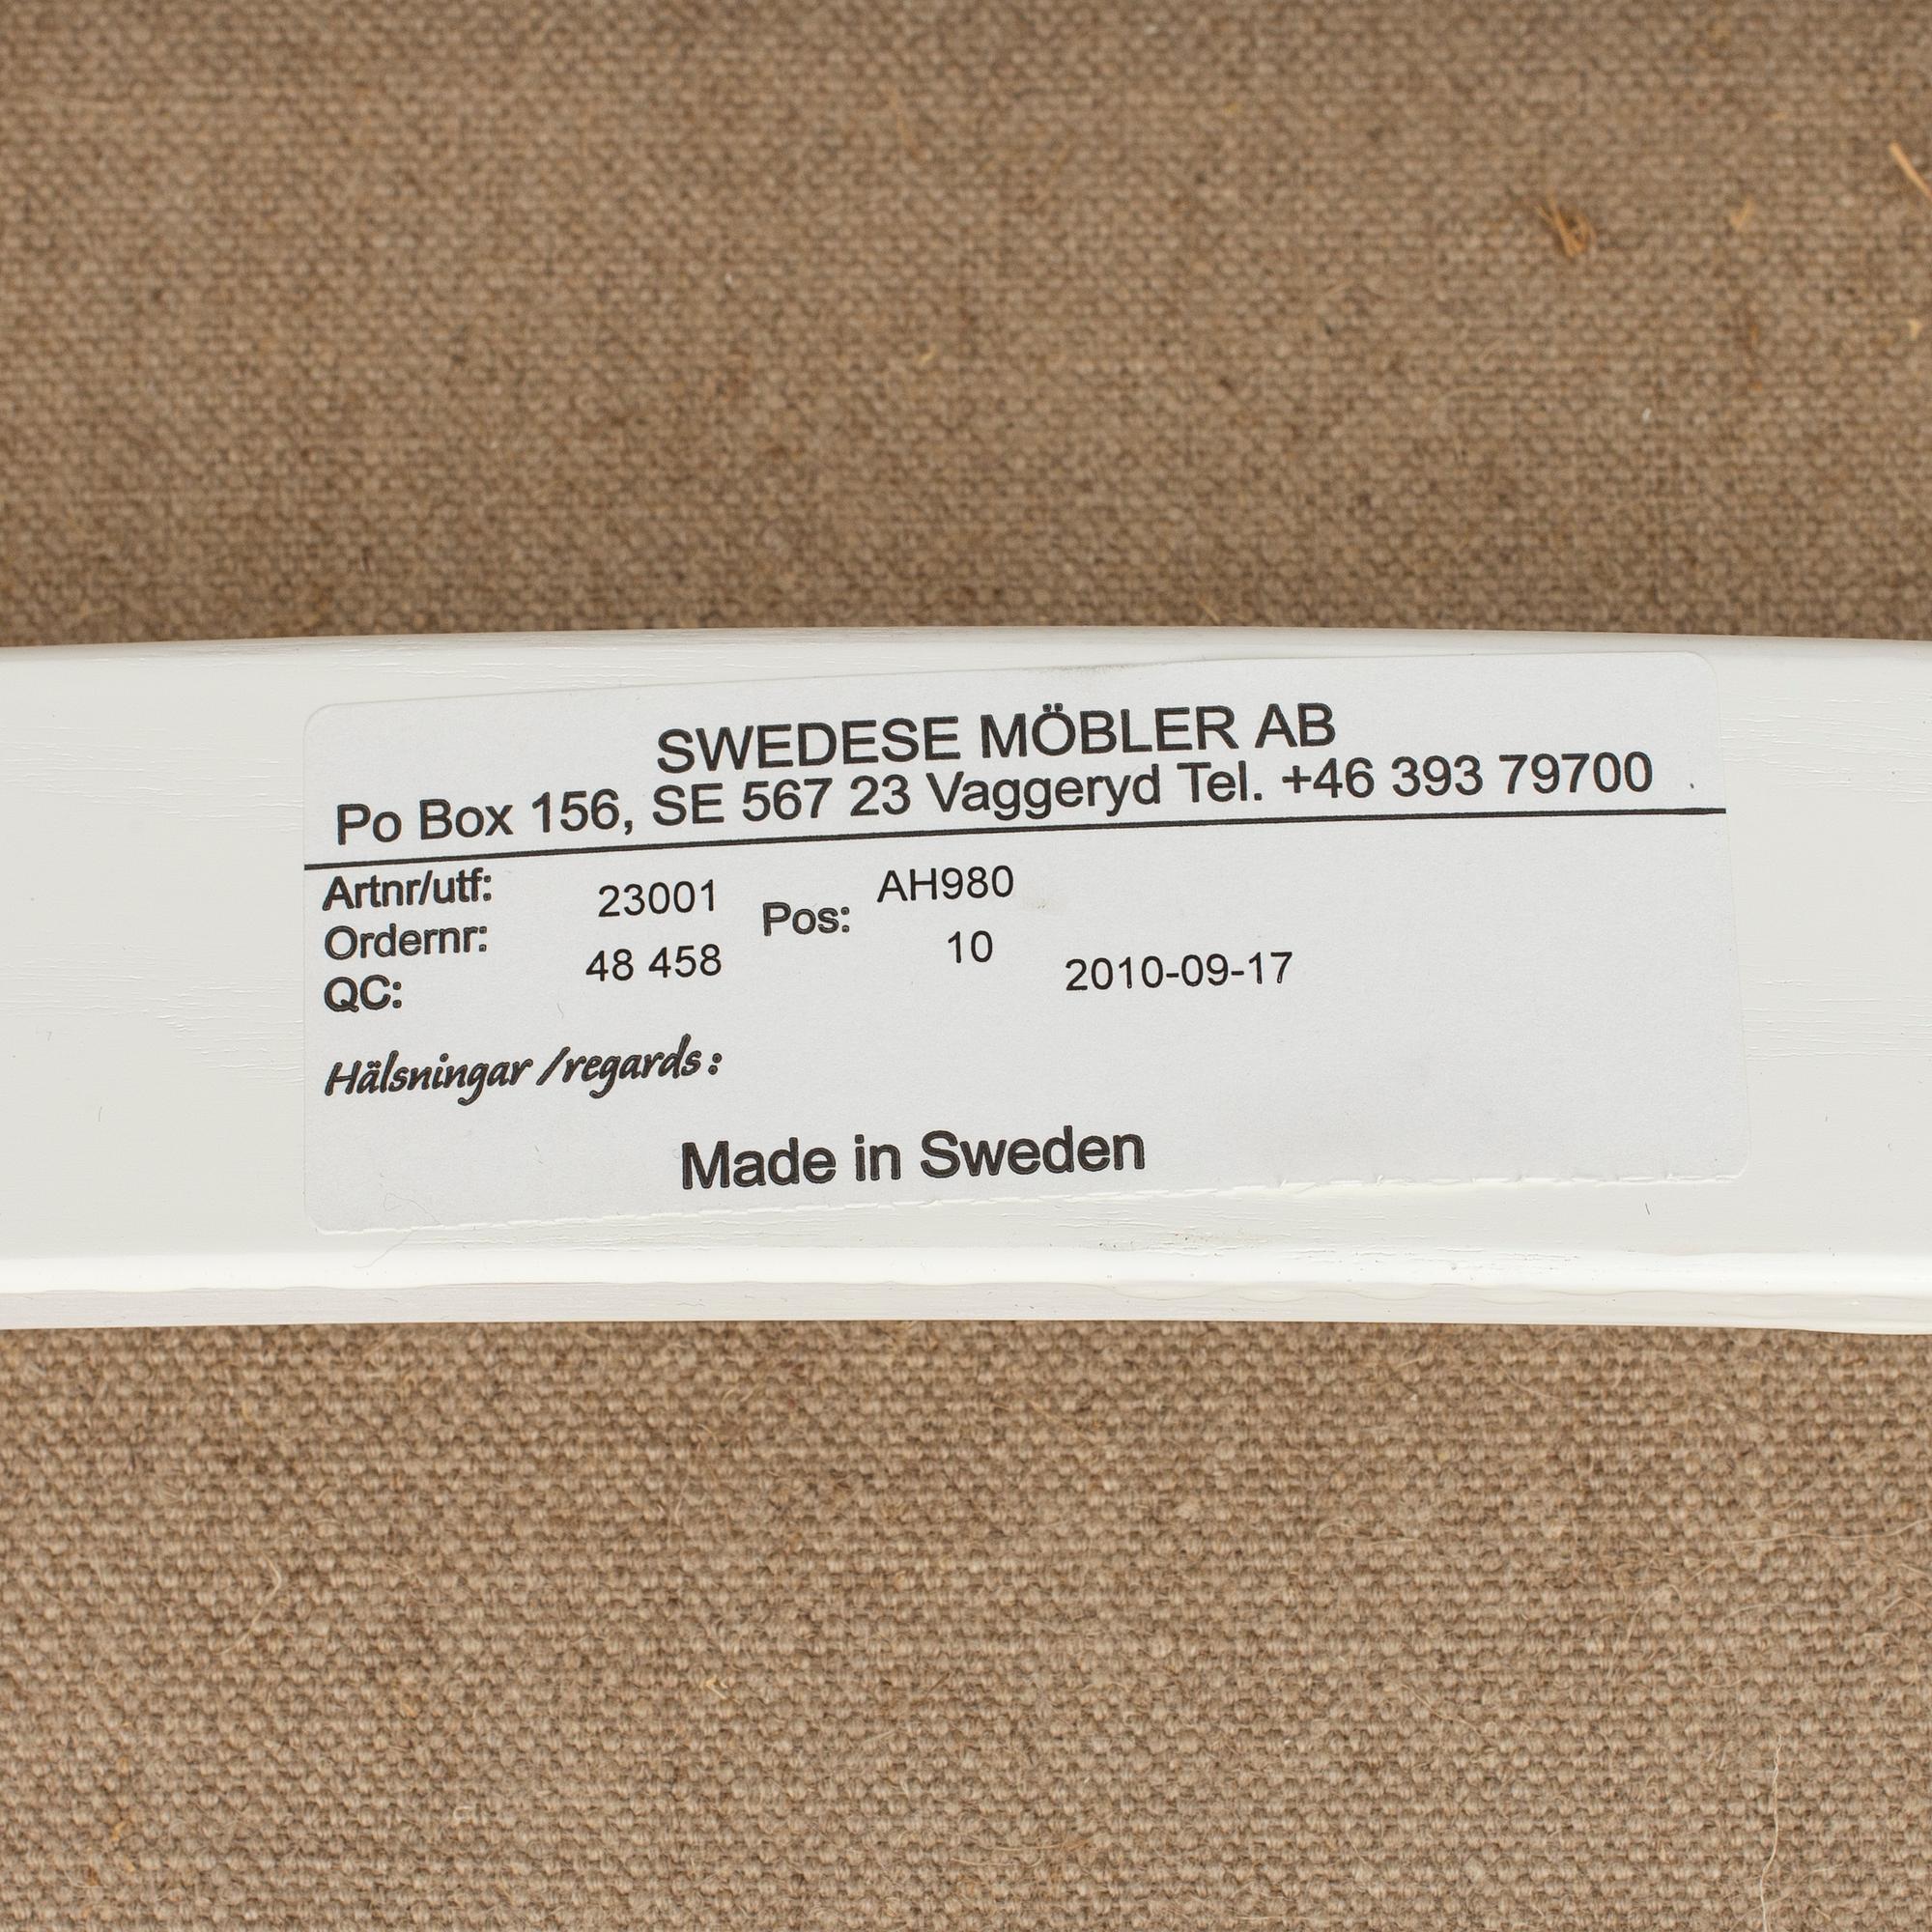 SWEDESE MÖBLER AB
Po Box 156, SE 567 23 Vaggeryd Tel. +46 393 79700
Artnr/utf: 23001 AH980
Ordernr: 48 458 Pos: 10 2010-09-17
QC:
Hälsningar /regards:
Made in Sweden